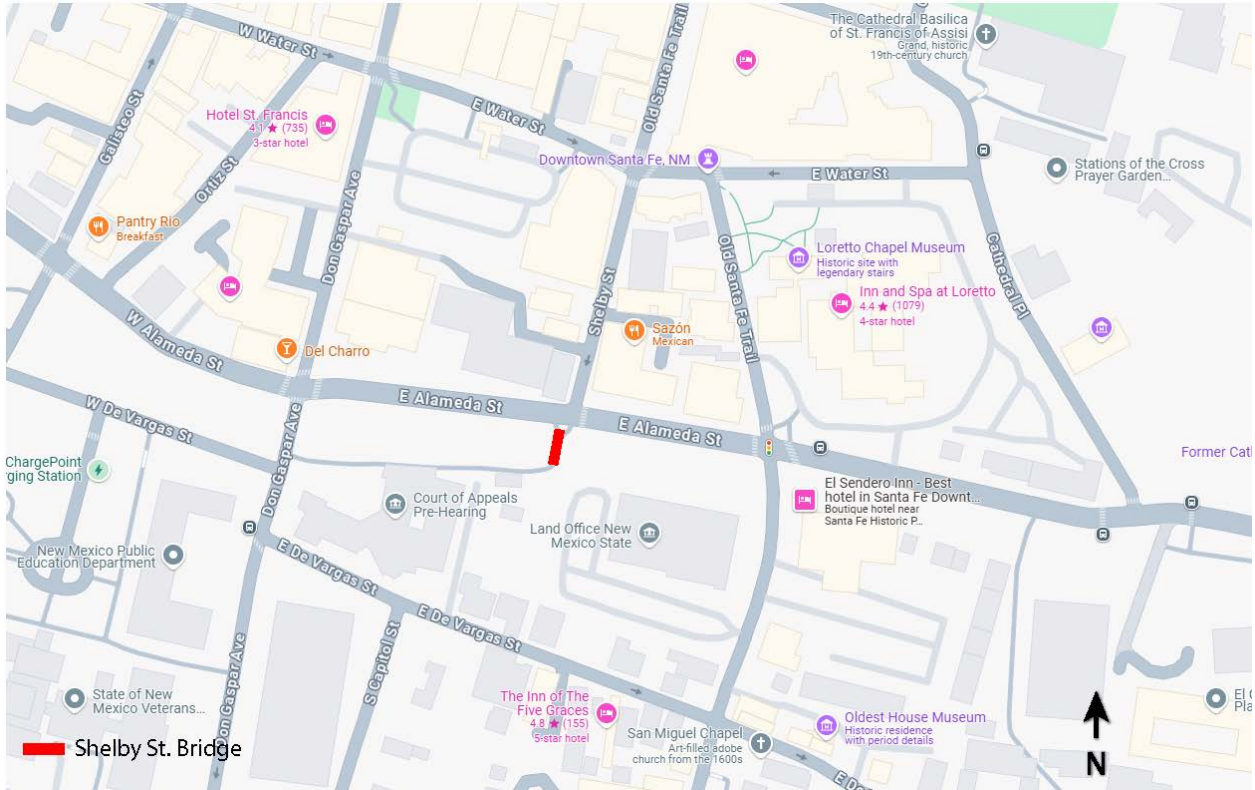 The Cathedral Basilica
of St. Francis of Assisi
Grand, historic
19th-century church
W Water St
Old Santa Fe Trail
Galisteo St
Hotel St. Francis
4.1 ★ (735)
3-star hotel
E Water St
Ortiz St
Downtown Santa Fe, NM
E Water St
Stations of the Cross
Prayer Garden...
Don Gaspar Ave
Pantry Rio
Breakfast
Loretto Chapel Museum
Historic site with
legendary stairs
Cathedral Pl
Old Santa Fe Trail
Inn and Spa at Loretto
4.4 ★ (1079)
4-star hotel
Shelby St
Sazón
Mexican
W Alameda St
Del Charro
E Alameda St
E Alameda St
W De Vargas St
Don Gaspar Ave
Former Cath
ChargePoint
rging Station
Court of Appeals
Pre-Hearing
El Sendero Inn - Best
hotel in Santa Fe Downt...
Boutique hotel near
Santa Fe Historic P...
Land Office New
Mexico State
New Mexico Public
Education Department
E De Vargas St
E De Vargas St
S Capitol St
Don Gaspar Ave
State of New
Mexico Veterans...
The Inn of The
Five Graces
4.8 ★ (155)
5-star hotel
San Miguel Chapel
Art-filled adobe
church from the 1600s
Oldest House Museum
Historic residence
with period details
El C
Pla
E De
Shelby St. Bridge
N